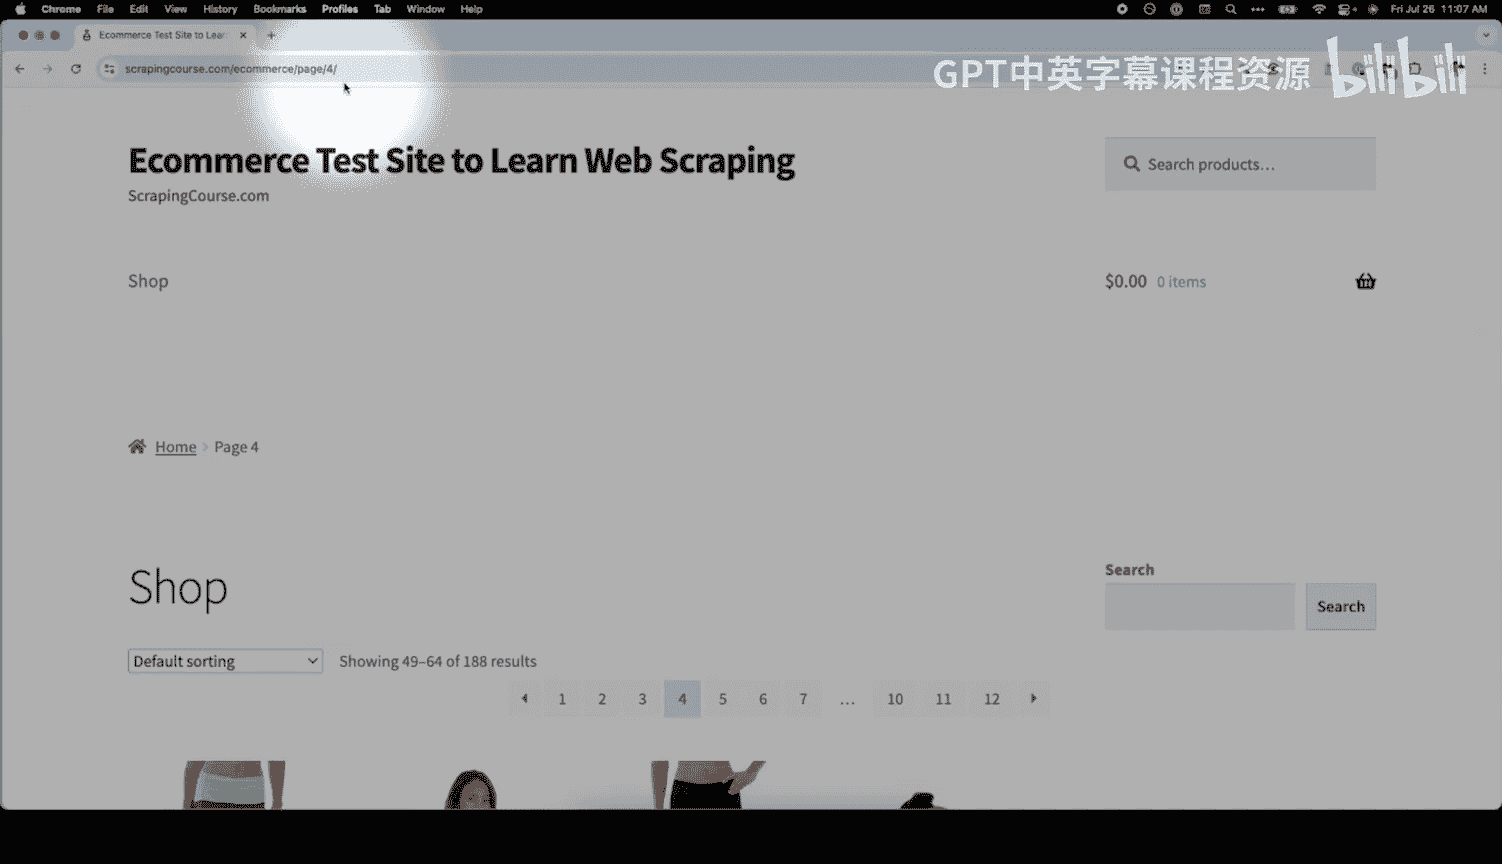 Chrome File Edit View History Bookmarks Profiles Tab Window Help Fri Jul 26 11:07 AM
Ecommerce Test Site to Lear
scrapingcourse.com/ecommerce/page/4/
GPT中英字幕课程资源 bilibili
Ecommerce Test Site to Learn Web Scraping
Search products…
ScrapingCourse.com
Shop
$0.00 0 items
Home Page 4
Shop
Search
Search
Default sorting Showing 49–64 of 188 results
1 2 3 4 5 6 7 … 10 11 12